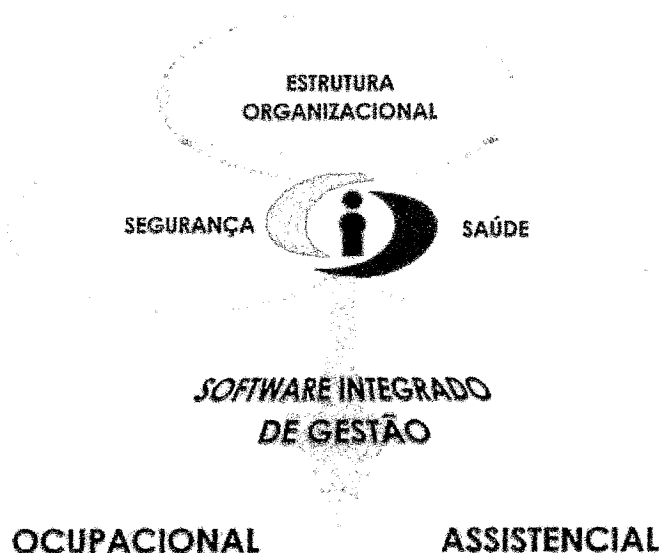 ESTRUTURA
ORGANIZACIONAL
SEGURANÇA
SAÚDE
SOFTWARE INTEGRADO
DE GESTÃO
OCUPACIONAL
ASSISTENCIAL